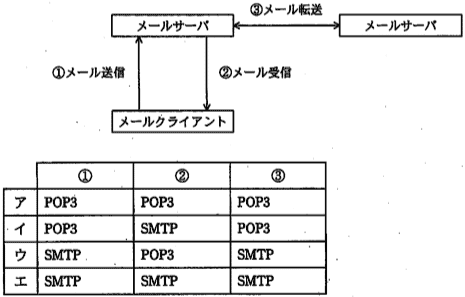 ③メール転送
メールサーバ メールサーバ
①メール送信 ②メール受信
メールクライアント
① ② ③
ア POP3 POP3 POP3
イ POP3 SMTP POP3
ウ SMTP POP3 SMTP
エ SMTP SMTP SMTP